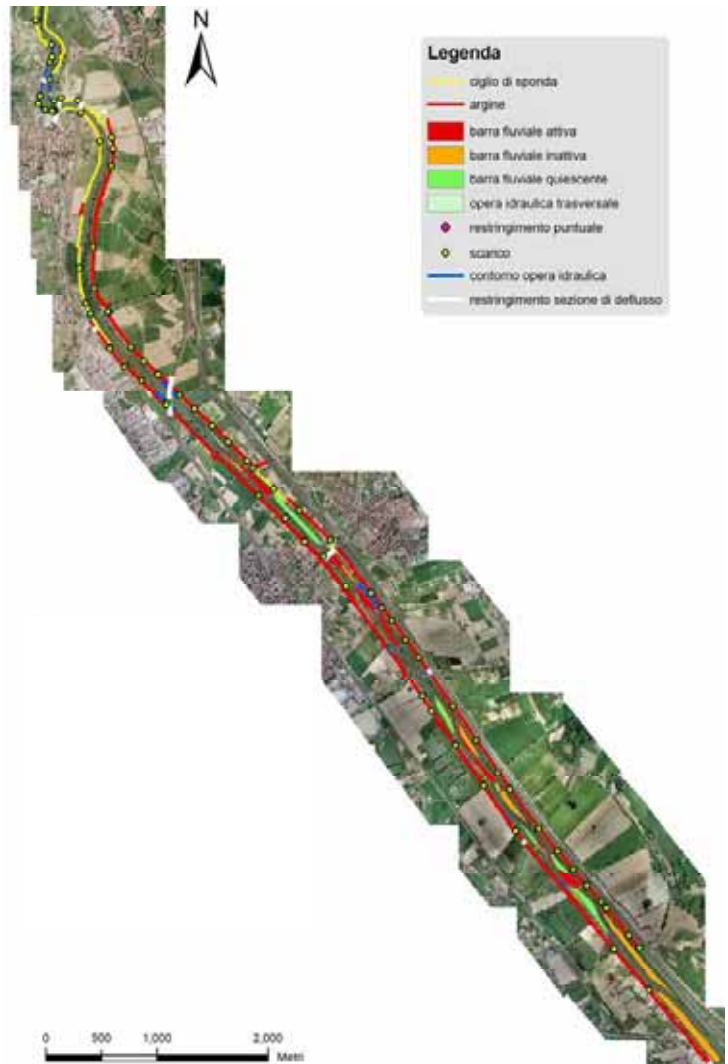 N
Legenda
ciglio di sponda
argine
barra fluviale attiva
barra fluviale inattiva
barra fluviale quiescente
opera idraulica trasversale
restringimento puntuale
scarico
contorno opera idraulica
restringimento sezione di deflusso
0 500 1,000 2,000
Metri